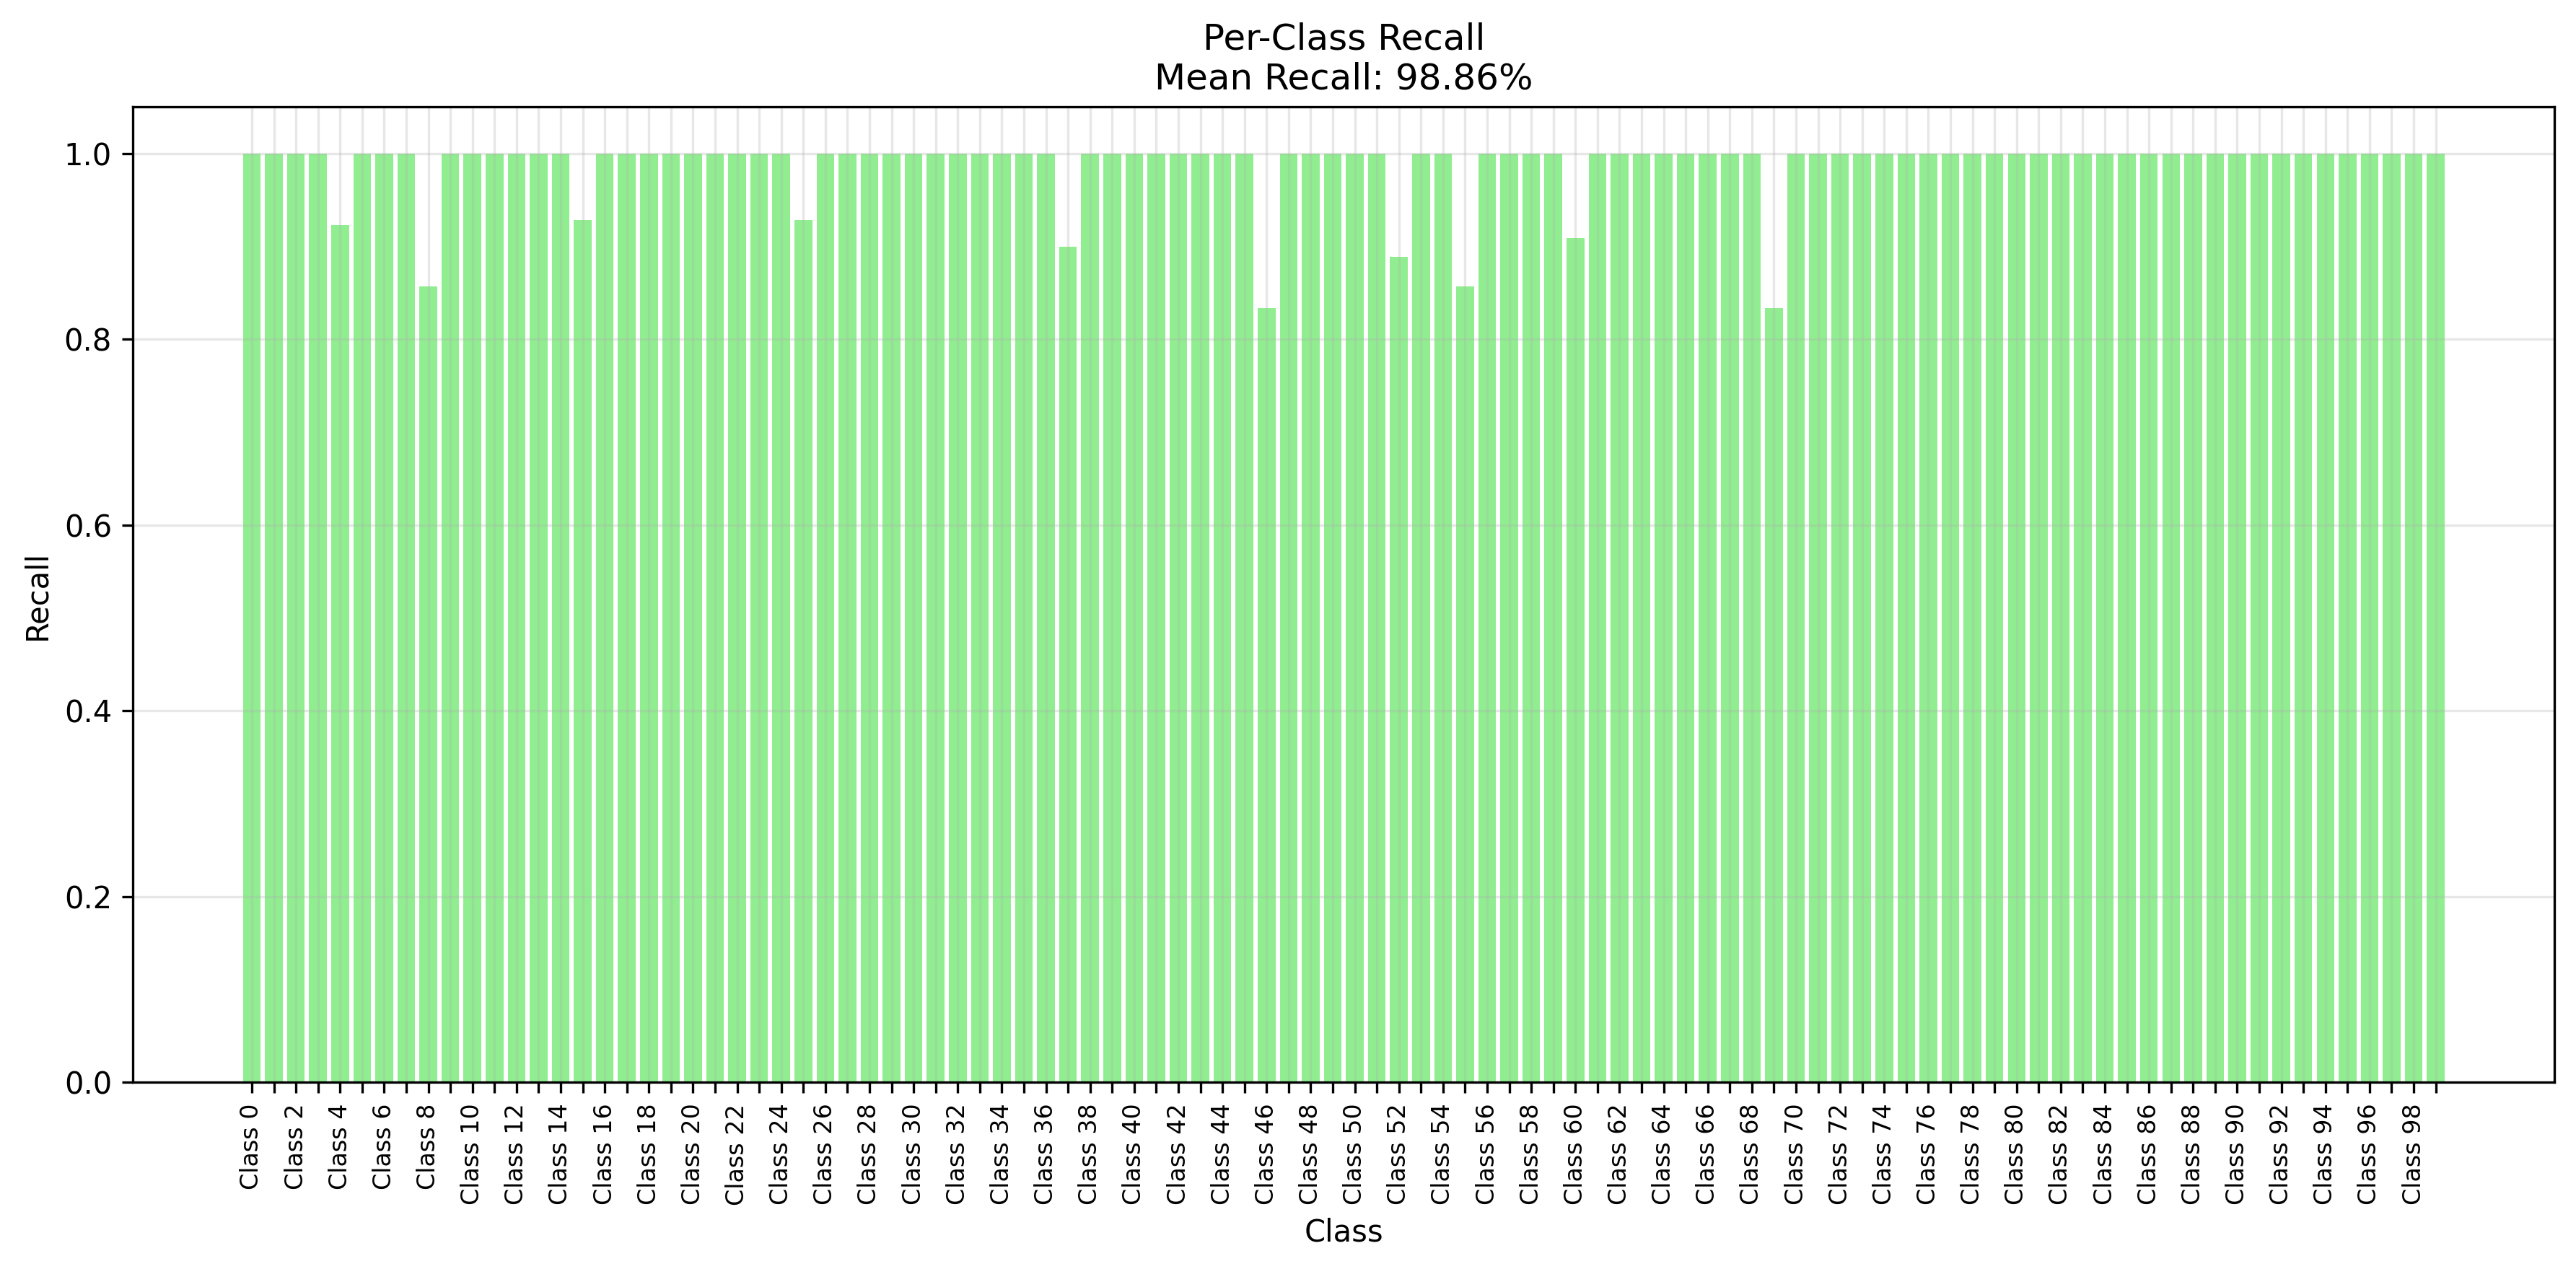 Per-Class Recall
Mean Recall: 98.86%
1.0
0.8
0.6
0.4
0.2
0.0
Recall
Class 0
Class 2
Class 4
Class 6
Class 8
Class 10
Class 12
Class 14
Class 16
Class 18
Class 20
Class 22
Class 24
Class 26
Class 28
Class 30
Class 32
Class 34
Class 36
Class 38
Class 40
Class 42
Class 44
Class 46
Class 48
Class 50
Class 52
Class 54
Class 56
Class 58
Class 60
Class 62
Class 64
Class 66
Class 68
Class 70
Class 72
Class 74
Class 76
Class 78
Class 80
Class 82
Class 84
Class 86
Class 88
Class 90
Class 92
Class 94
Class 96
Class 98
Class